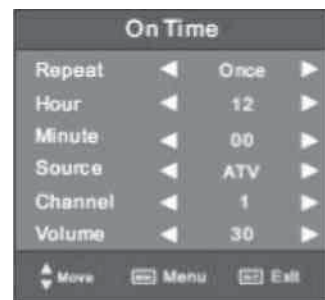 On Time
Repeat Once
Hour 12
Minute 00
Source ATV
Channel 1
Volume 30
Move Menu Exit